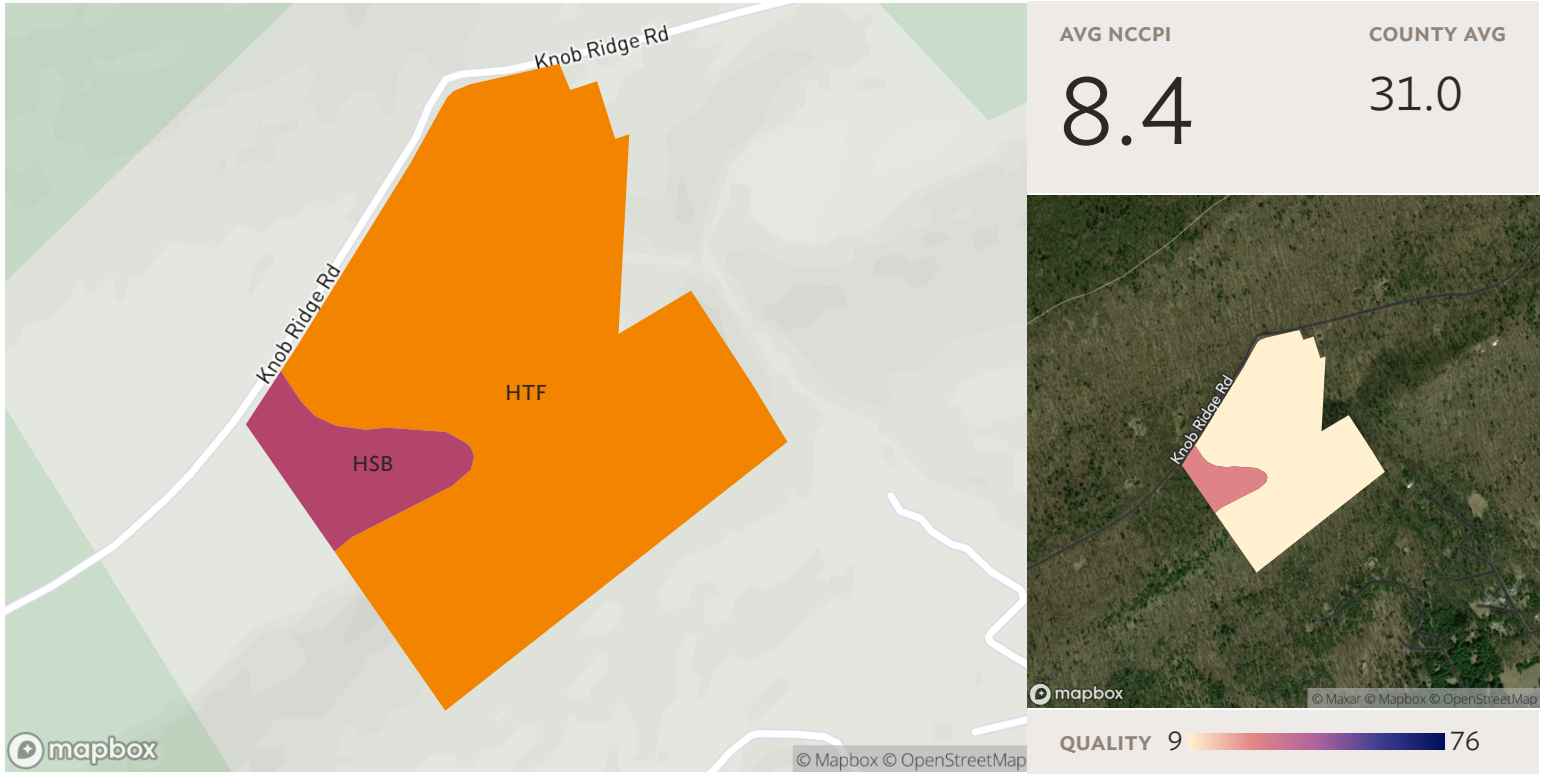 Knob Ridge Rd
Knob Ridge Rd
HTF
HSB
mapbox
© Mapbox © OpenStreetMap
AVG NCCPI
8.4
COUNTY AVG
31.0
Knob Ridge Rd
mapbox
© Maxar © Mapbox © OpenStreetMap
QUALITY 9 76